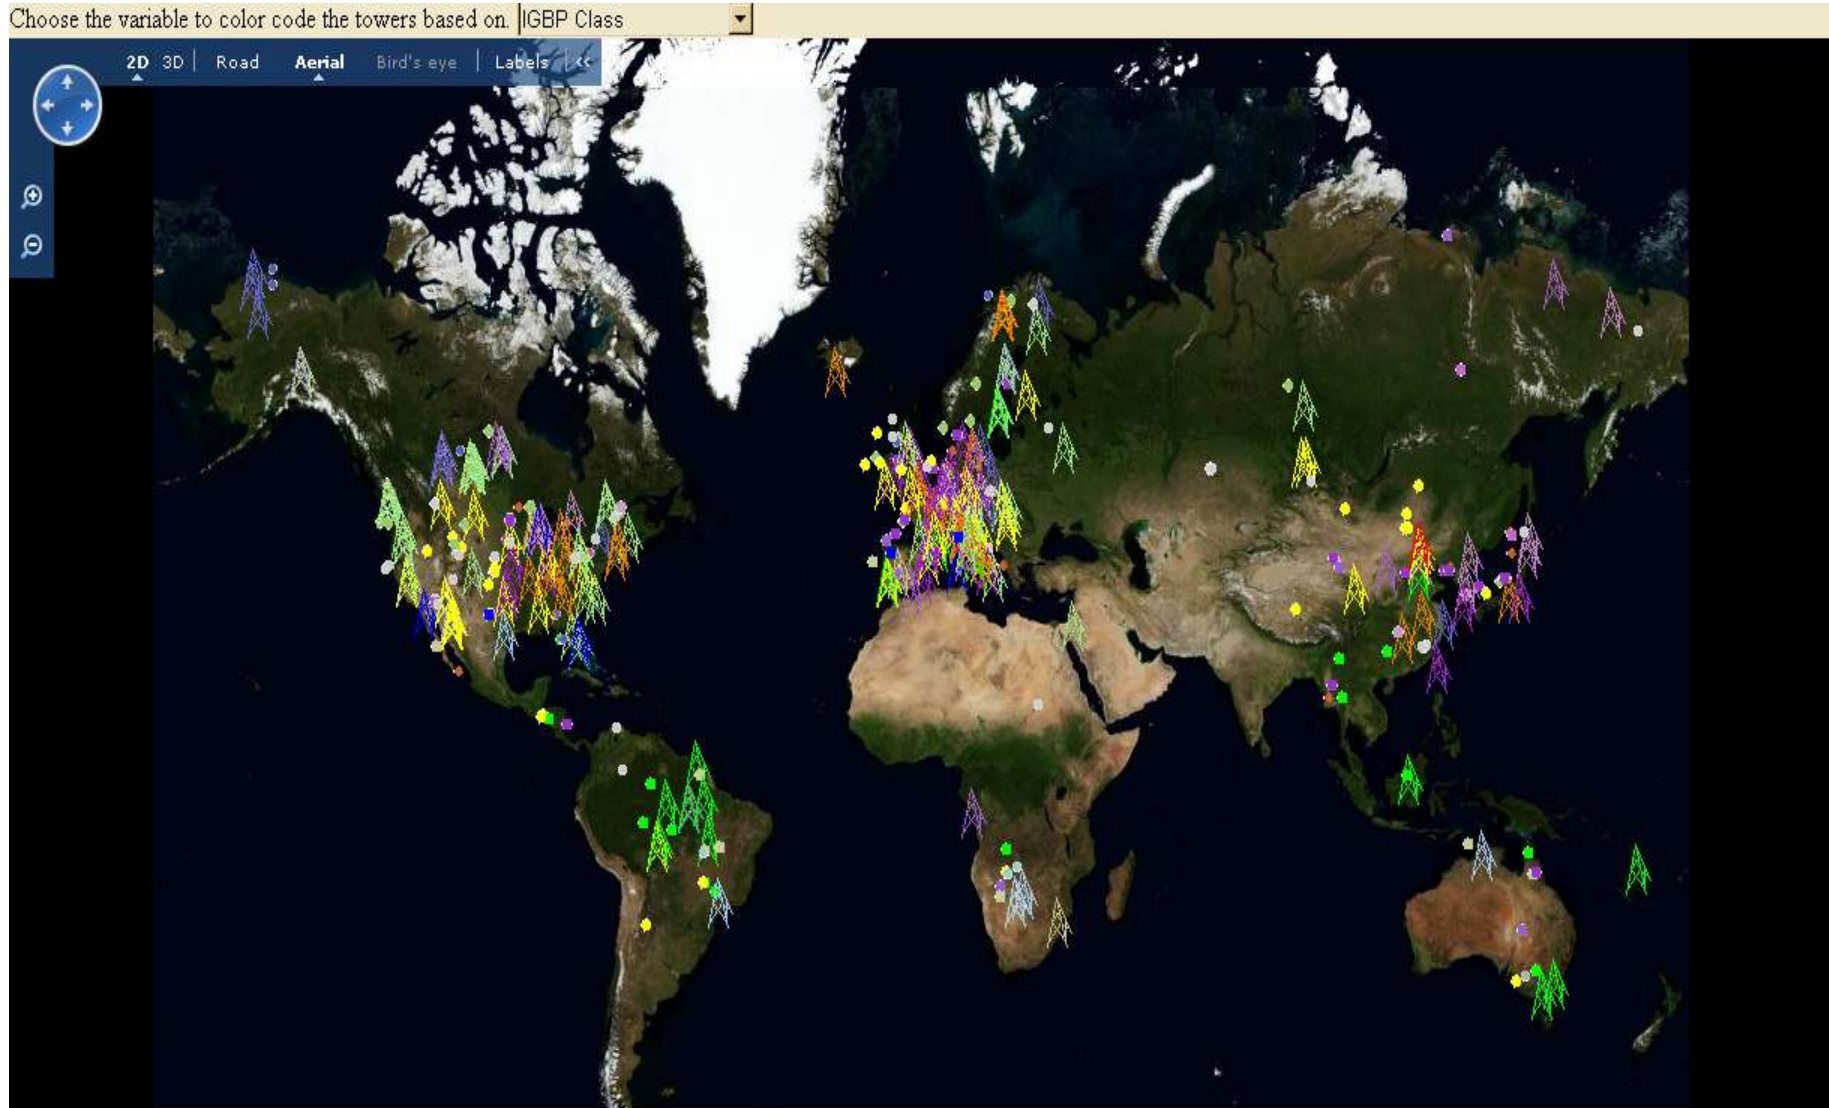 Choose the variable to color code the towers based on. IGBP Class
2D 3D Road Aerial Bird's eye Labels «